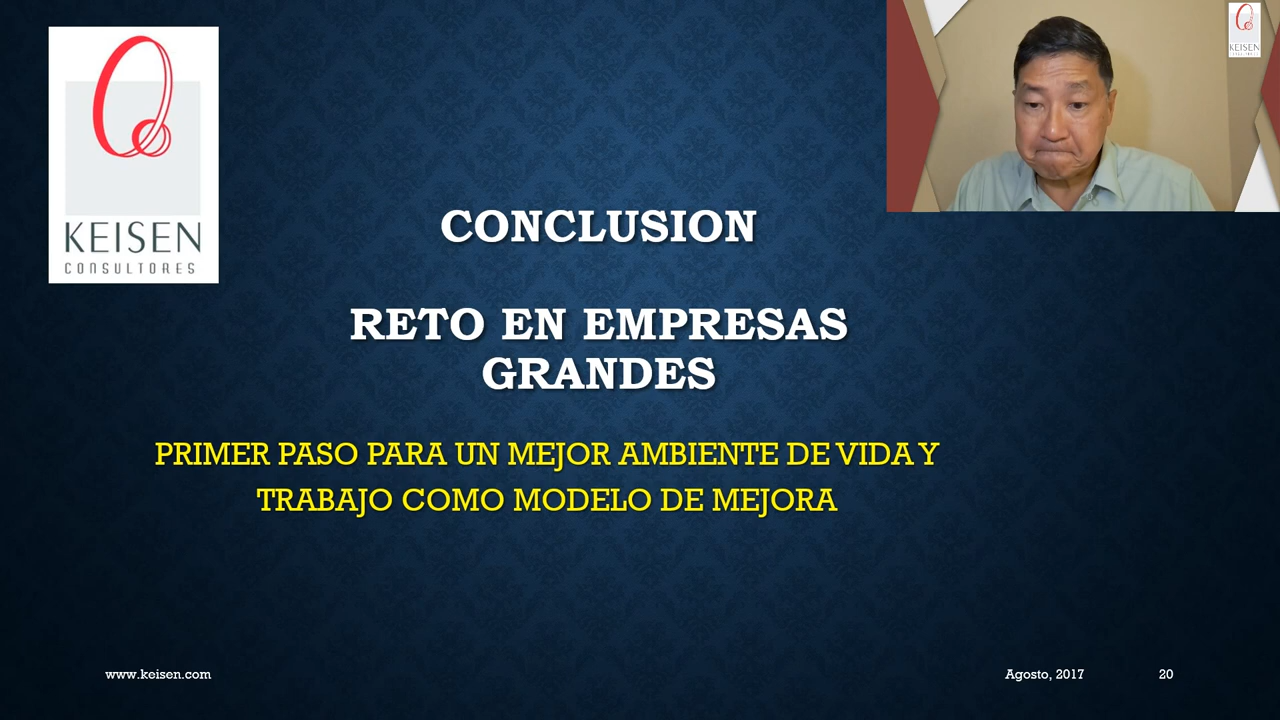 KEISEN
CONSULTORES
KEISEN
CONCLUSION
RETO EN EMPRESAS
GRANDES
PRIMER PASO PARA UN MEJOR AMBIENTE DE VIDA Y
TRABAJO COMO MODELO DE MEJORA
www.keisen.com
Agosto, 2017
20